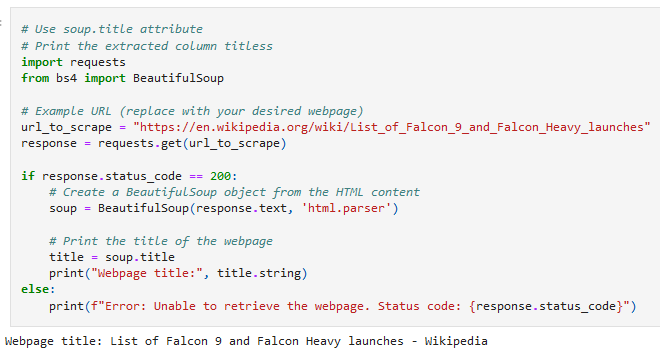 # Use soup.title attribute
# Print the extracted column titless
import requests
from bs4 import BeautifulSoup
# Example URL (replace with your desired webpage)
url_to_scrape = "https://en.wikipedia.org/wiki/List_of_Falcon_9_and_Falcon_Heavy_launches"
response = requests.get(url_to_scrape)
if response.status_code == 200:
    # Create a BeautifulSoup object from the HTML content
    soup = BeautifulSoup(response.text, 'html.parser')
    # Print the title of the webpage
    title = soup.title
    print("Webpage title:", title.string)
else:
    print(f"Error: Unable to retrieve the webpage. Status code: {response.status_code}")
Webpage title: List of Falcon 9 and Falcon Heavy launches - Wikipedia